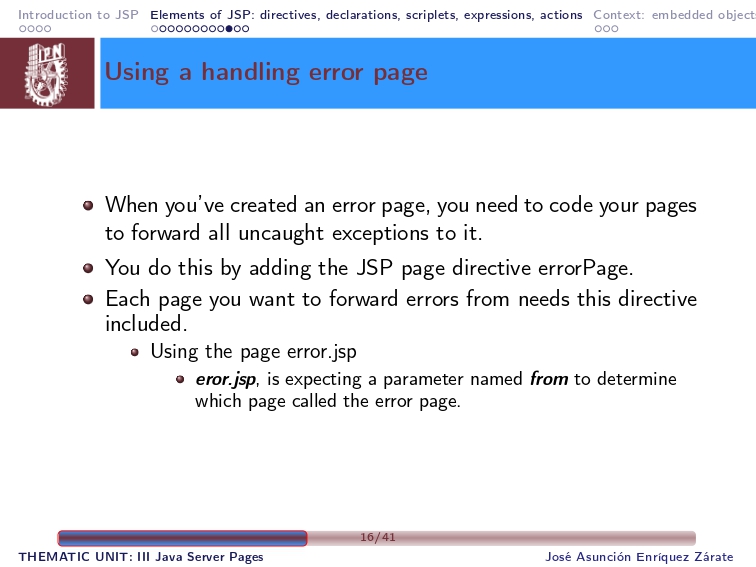 Introduction to JSP Elements of JSP: directives, declarations, scriplets, expressions, actions Context: embedded objects
Using a handling error page
When you've created an error page, you need to code your pages
to forward all uncaught exceptions to it.
You do this by adding the JSP page directive errorPage.
Each page you want to forward errors from needs this directive
included.
Using the page error.jsp
eror.jsp, is expecting a parameter named from to determine
which page called the error page.
16/41
THEMATIC UNIT: III Java Server Pages José Asunción Enríquez Zárate